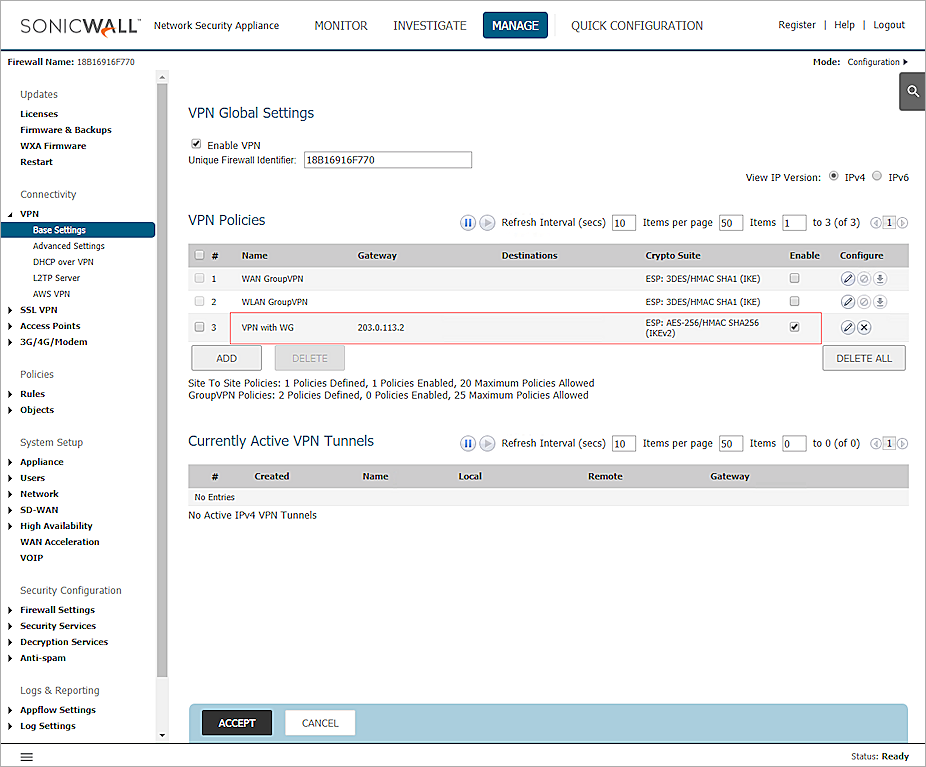 SONICWALL™ Network Security Appliance MONITOR INVESTIGATE MANAGE QUICK CONFIGURATION Register | Help | Logout
Firewall Name: 18B16916F770 Mode: Configuration
Updates
Licenses
Firmware & Backups
WXA Firmware
Restart
Connectivity
VPN
Base Settings
Advanced Settings
DHCP over VPN
L2TP Server
AWS VPN
SSL VPN
Access Points
3G/4G/Modem
Policies
Rules
Objects
System Setup
Appliance
Users
Network
SD-WAN
High Availability
WAN Acceleration
VOIP
Security Configuration
Firewall Settings
Security Services
Decryption Services
Anti-spam
Logs & Reporting
Appflow Settings
Log Settings
VPN Global Settings
Enable VPN
Unique Firewall Identifier: 18B16916F770
View IP Version: IPv4 IPv6
VPN Policies Refresh Interval (secs) 10 Items per page 50 Items 1 to 3 (of 3) 1
# Name Gateway Destinations Crypto Suite Enable Configure
1 WAN GroupVPN ESP: 3DES/HMAC SHA1 (IKE)
2 WLAN GroupVPN ESP: 3DES/HMAC SHA1 (IKE)
3 VPN with WG 203.0.113.2 ESP: AES-256/HMAC SHA256
(IKEv2)
ADD DELETE DELETE ALL
Site To Site Policies: 1 Policies Defined, 1 Policies Enabled, 20 Maximum Policies Allowed
GroupVPN Policies: 2 Policies Defined, 0 Policies Enabled, 25 Maximum Policies Allowed
Currently Active VPN Tunnels Refresh Interval (secs) 10 Items per page 50 Items 0 to 0 (of 0) 1
# Created Name Local Remote Gateway
No Entries
No Active IPv4 VPN Tunnels
ACCEPT CANCEL
Status: Ready